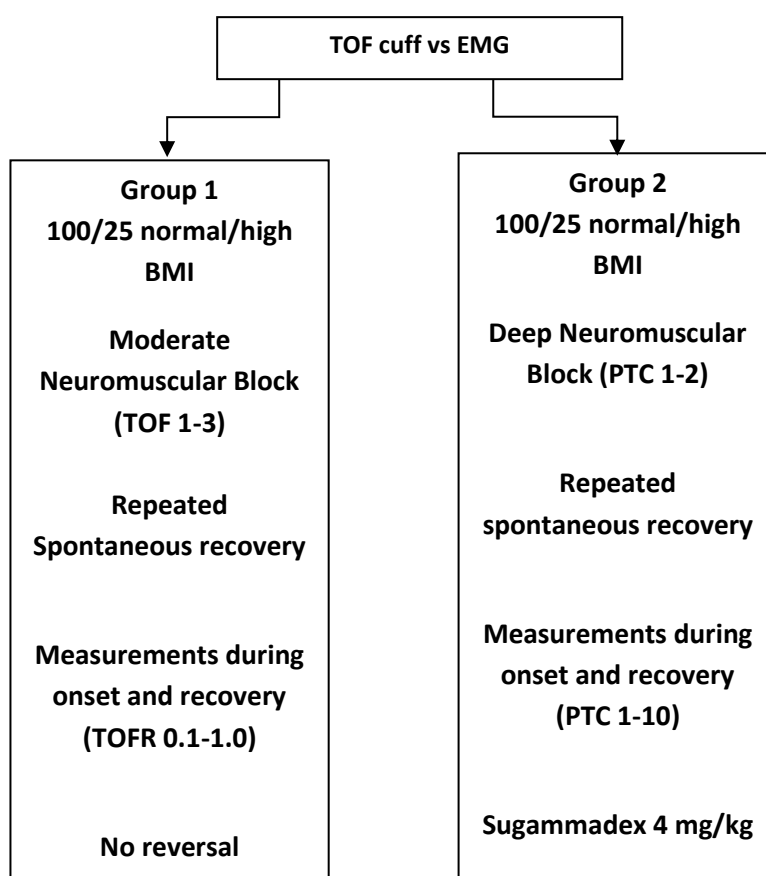 TOF cuff vs EMG
Group 1
100/25 normal/high
BMI
Moderate
Neuromuscular Block
(TOF 1-3)
Repeated
Spontaneous recovery
Measurements during
onset and recovery
(TOFR 0.1-1.0)
No reversal
Group 2
100/25 normal/high
BMI
Deep Neuromuscular
Block (PTC 1-2)
Repeated
spontaneous recovery
Measurements during
onset and recovery
(PTC 1-10)
Sugammadex 4 mg/kg